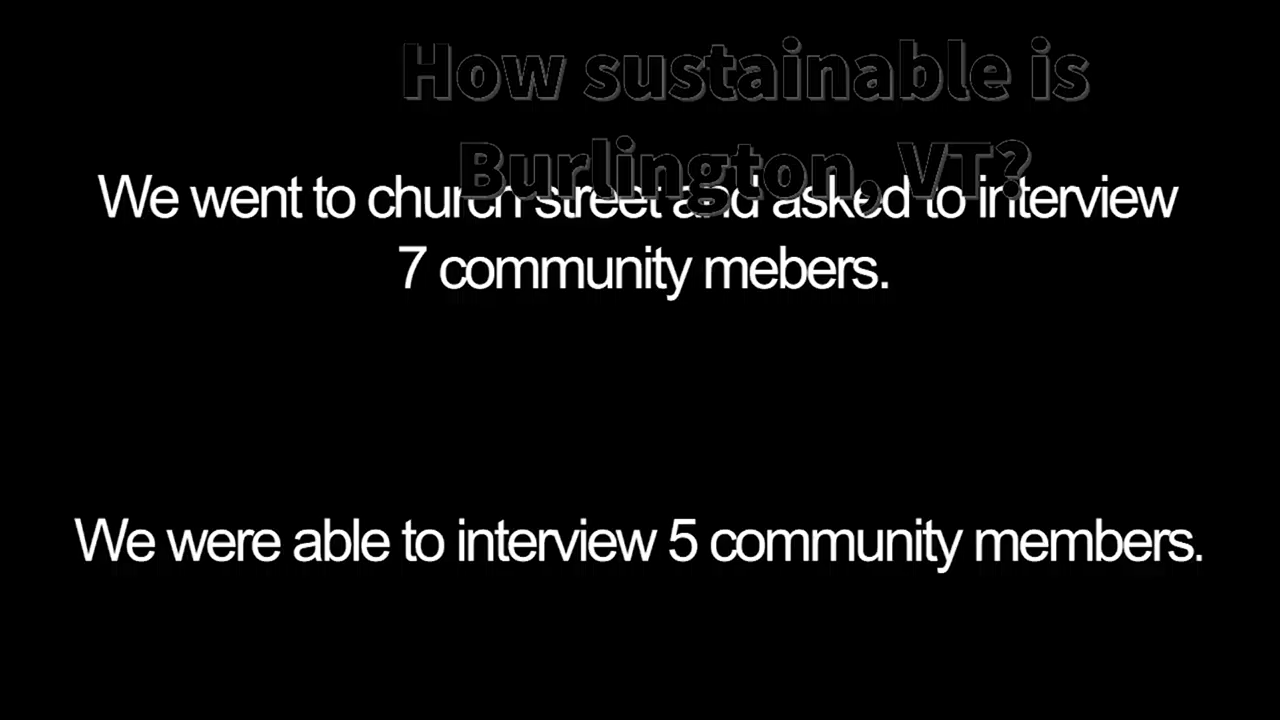 How sustainable is
Burlington, VT?
We went to church street and asked to interview
7 community mebers.
We were able to interview 5 community members.